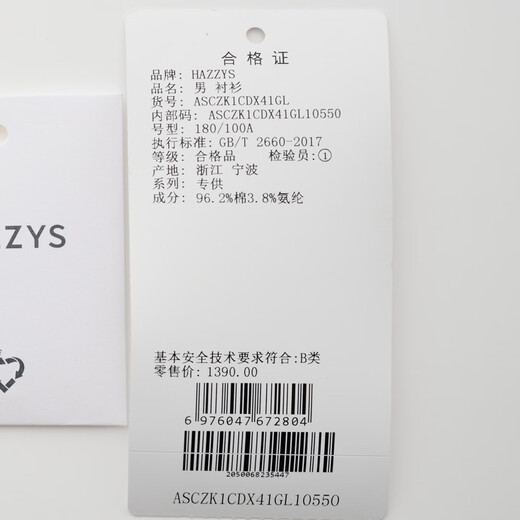 合格证
品牌: HAZZYS
品名: 男 衬衫
货号: ASCZK1CDX41GL
内部码: ASCZK1CDX41GL10550
号型: 180/100A
执行标准: GB/T 2660-2017
等级: 合格品 检验员:①
产地: 浙江 宁波
系列: 专供
成分: 96.2%棉3.8%氨纶
ZZYS
基本安全技术要求符合:B类
零售价: 1390.00
6 976047 672804
2050068235447
ASCZK1CDX41GL10550